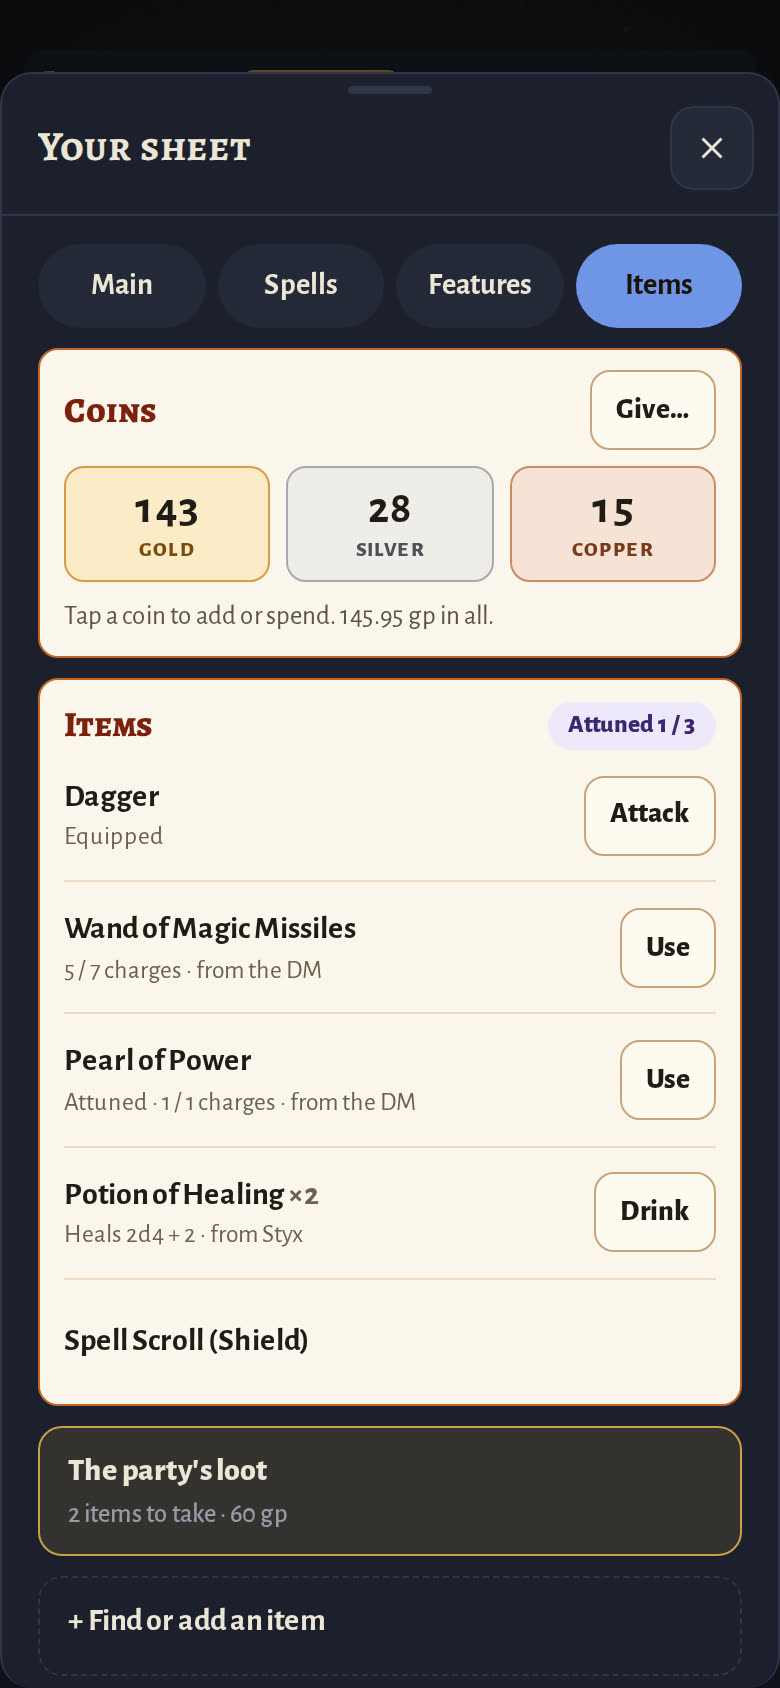 Your sheet
Main
Spells
Features
Items
Coins
Give...
143
GOLD
28
SILVER
15
COPPER
Tap a coin to add or spend. 145.95 gp in all.
Items
Attuned 1 / 3
Dagger
Equipped
Attack
Wand of Magic Missiles
5 / 7 charges · from the DM
Use
Pearl of Power
Attuned · 1 / 1 charges · from the DM
Use
Potion of Healing ×2
Heals 2d4 + 2 · from Styx
Drink
Spell Scroll (Shield)
The party's loot
2 items to take · 60 gp
+ Find or add an item